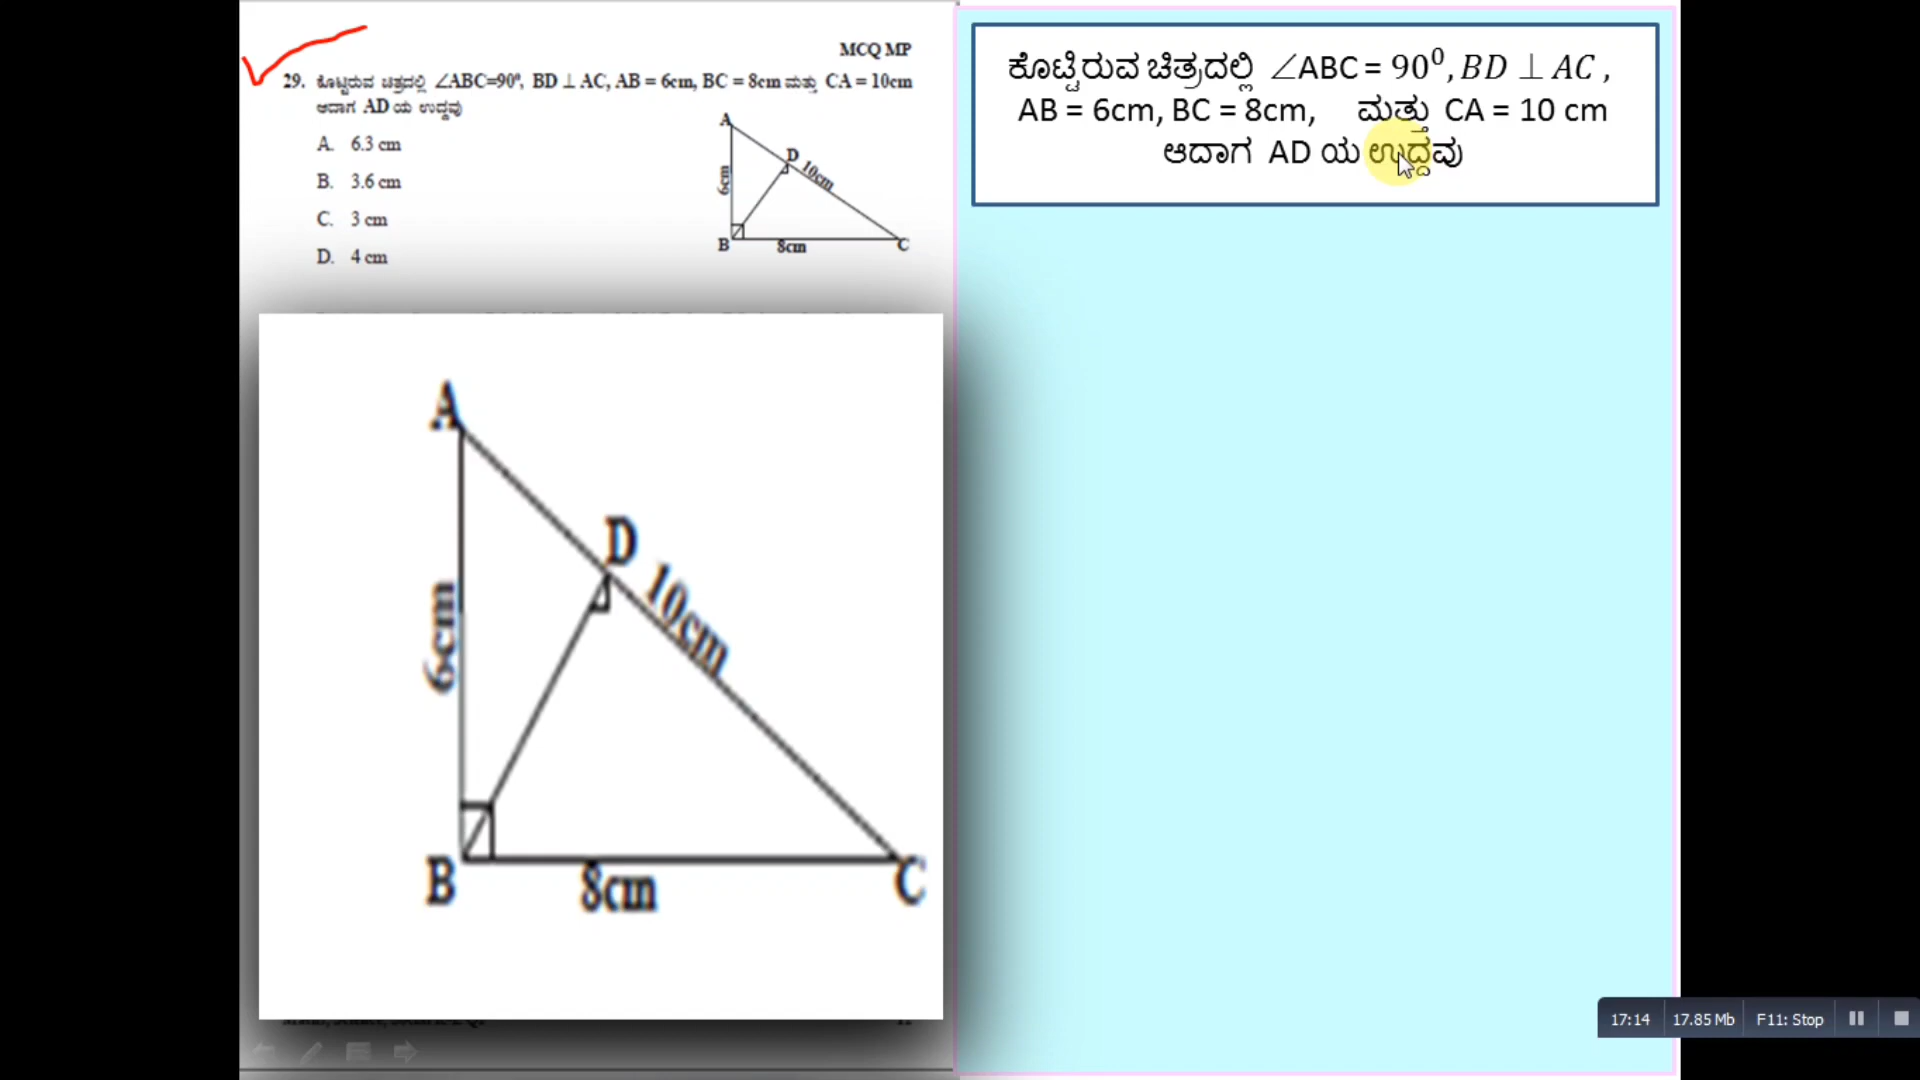 MCQ MP
29. ಕೊಟ್ಟಿರುವ ಚಿತ್ರದಲ್ಲಿ ∠ABC=90⁰, BD ⊥ AC, AB = 6cm, BC = 8cm ಮತ್ತು CA = 10cm
ಆದಾಗ AD ಯ ಉದ್ದವು
A. 6.3 cm
B. 3.6 cm
C. 3 cm
D. 4 cm
A
D
10cm
6cm
B
8cm
C
A
D
10cm
6cm
B
8cm
C
ಕೊಟ್ಟಿರುವ ಚಿತ್ರದಲ್ಲಿ ∠ABC = 90⁰, BD ⊥ AC ,
AB = 6cm, BC = 8cm, ಮತ್ತು CA = 10 cm
ಆದಾಗ AD ಯ ಉದ್ದವು
17:14 17.85 Mb F11: Stop